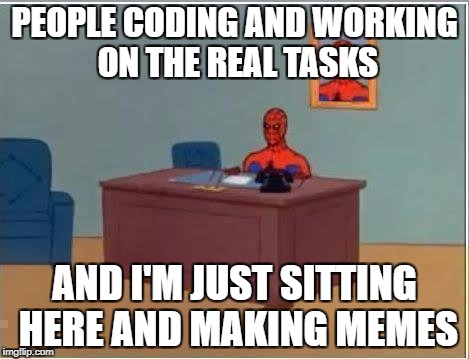 PEOPLE CODING AND WORKING
ON THE REAL TASKS
AND I'M JUST SITTING
HERE AND MAKING MEMES
imgflip.com